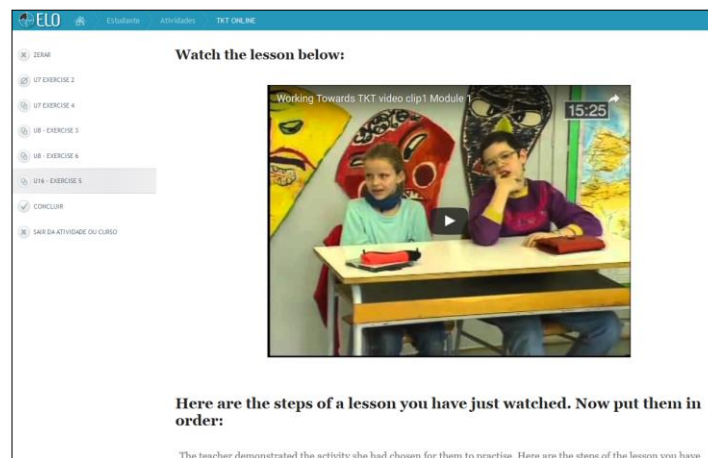 ELO Estudante Atividades TKT ONLINE
ZERAR
U7 EXERCISE 2
U7 EXERCISE 4
U8 - EXERCISE 3
U8 - EXERCISE 6
U16 - EXERCISE 5
CONCLUIR
SAIR DA ATIVIDADE OU CURSO
Watch the lesson below:
Working Towards TKT video clip1 Module 1
15:25
Here are the steps of a lesson you have just watched. Now put them in
order:
The teacher demonstrated the activity she had chosen for them to practise. Here are the steps of the lesson you have